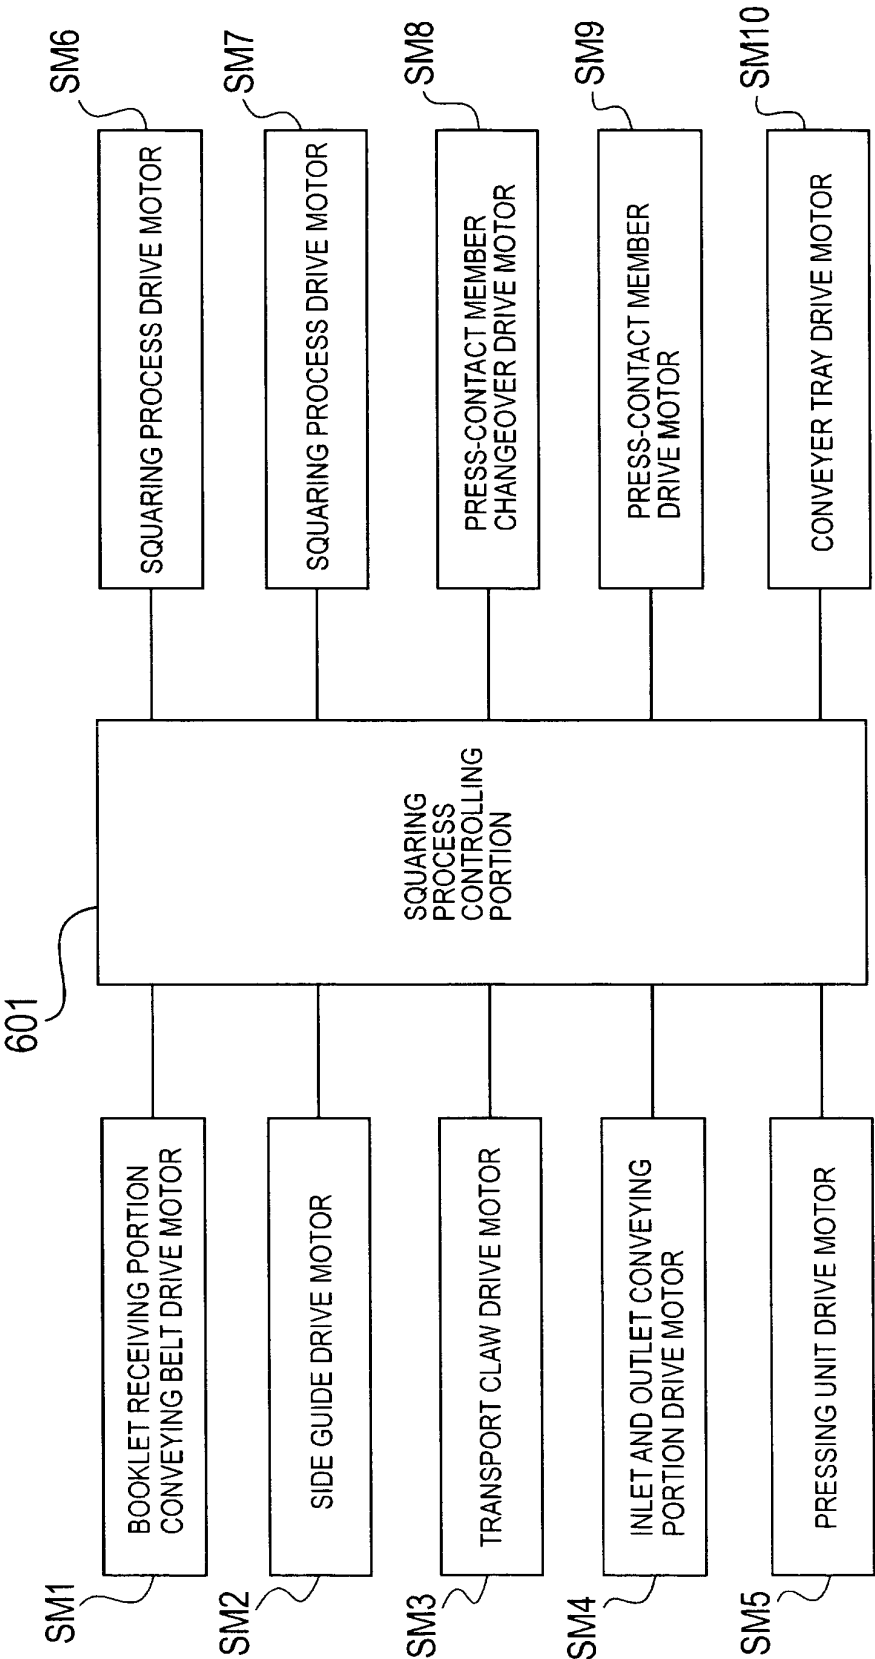 601
SQUARING
PROCESS
CONTROLLING
PORTION
SM1
BOOKLET RECEIVING PORTION
CONVEYING BELT DRIVE MOTOR
SM2
SIDE GUIDE DRIVE MOTOR
SM3
TRANSPORT CLAW DRIVE MOTOR
SM4
INLET AND OUTLET CONVEYING
PORTION DRIVE MOTOR
SM5
PRESSING UNIT DRIVE MOTOR
SM6
SQUARING PROCESS DRIVE MOTOR
SM7
SQUARING PROCESS DRIVE MOTOR
SM8
PRESS-CONTACT MEMBER
CHANGEOVER DRIVE MOTOR
SM9
PRESS-CONTACT MEMBER
DRIVE MOTOR
SM10
CONVEYER TRAY DRIVE MOTOR